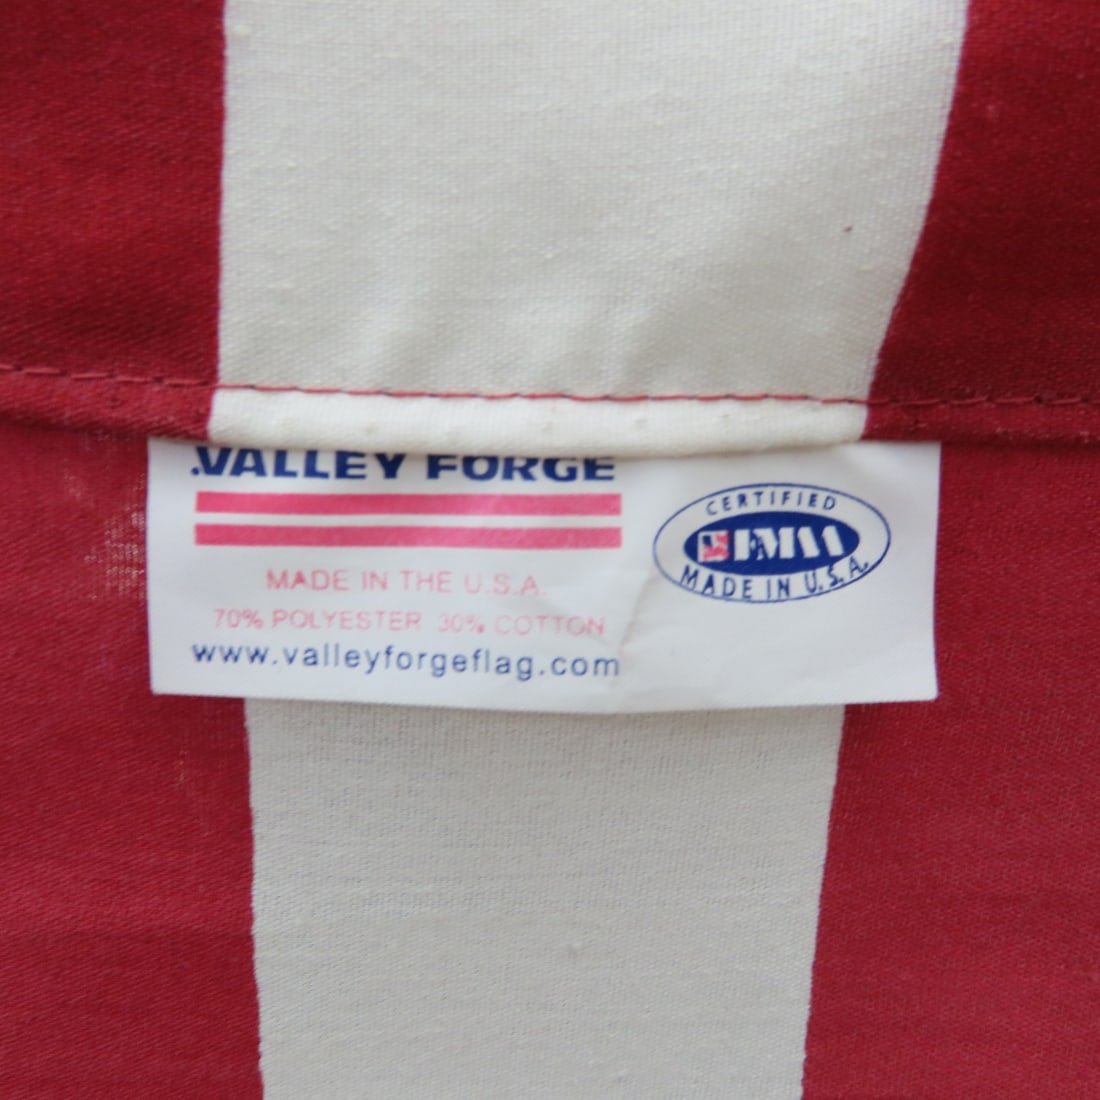 VALLEY FORGE
MADE IN THE U.S.A.
70% POLYESTER 30% COTTON
www.valleyforgeflag.com
CERTIFIED
FMAA
MADE IN U.S.A.